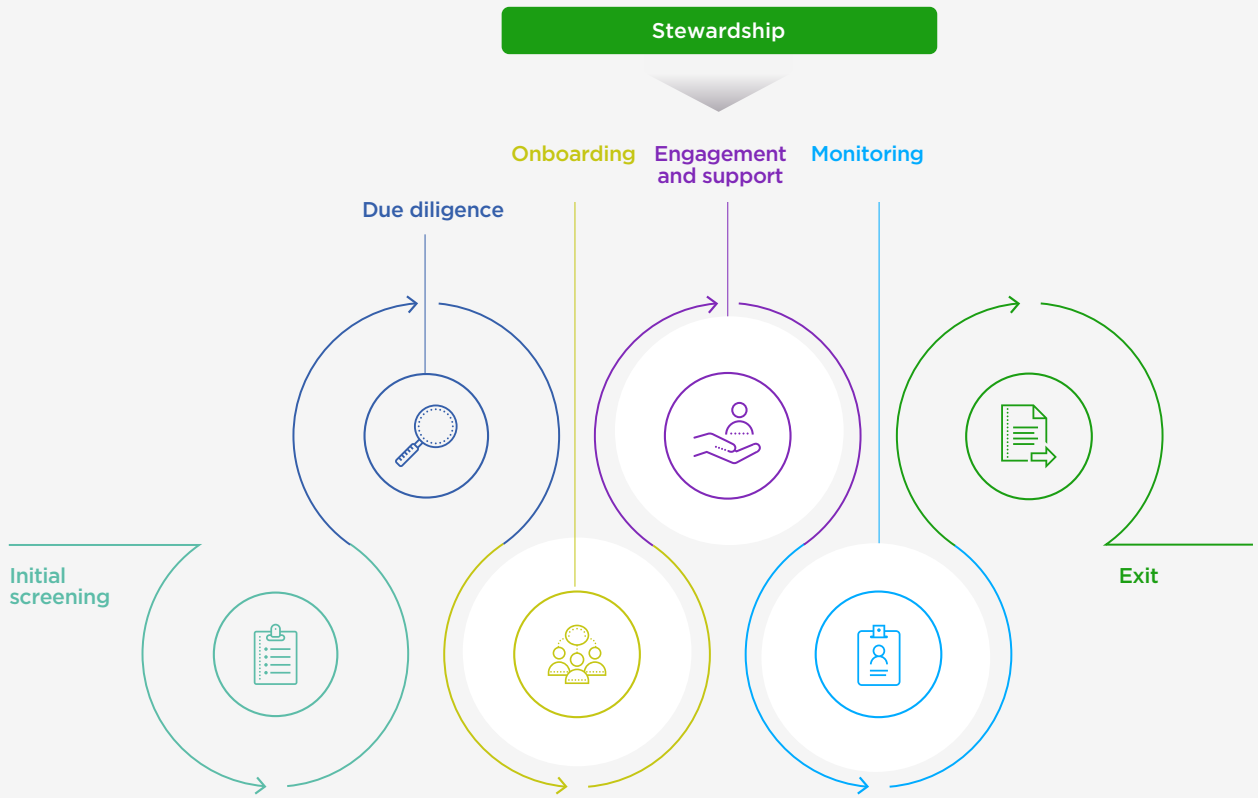 Stewardship
Onboarding
Engagement
and support
Monitoring
Due diligence
Initial
screening
Exit